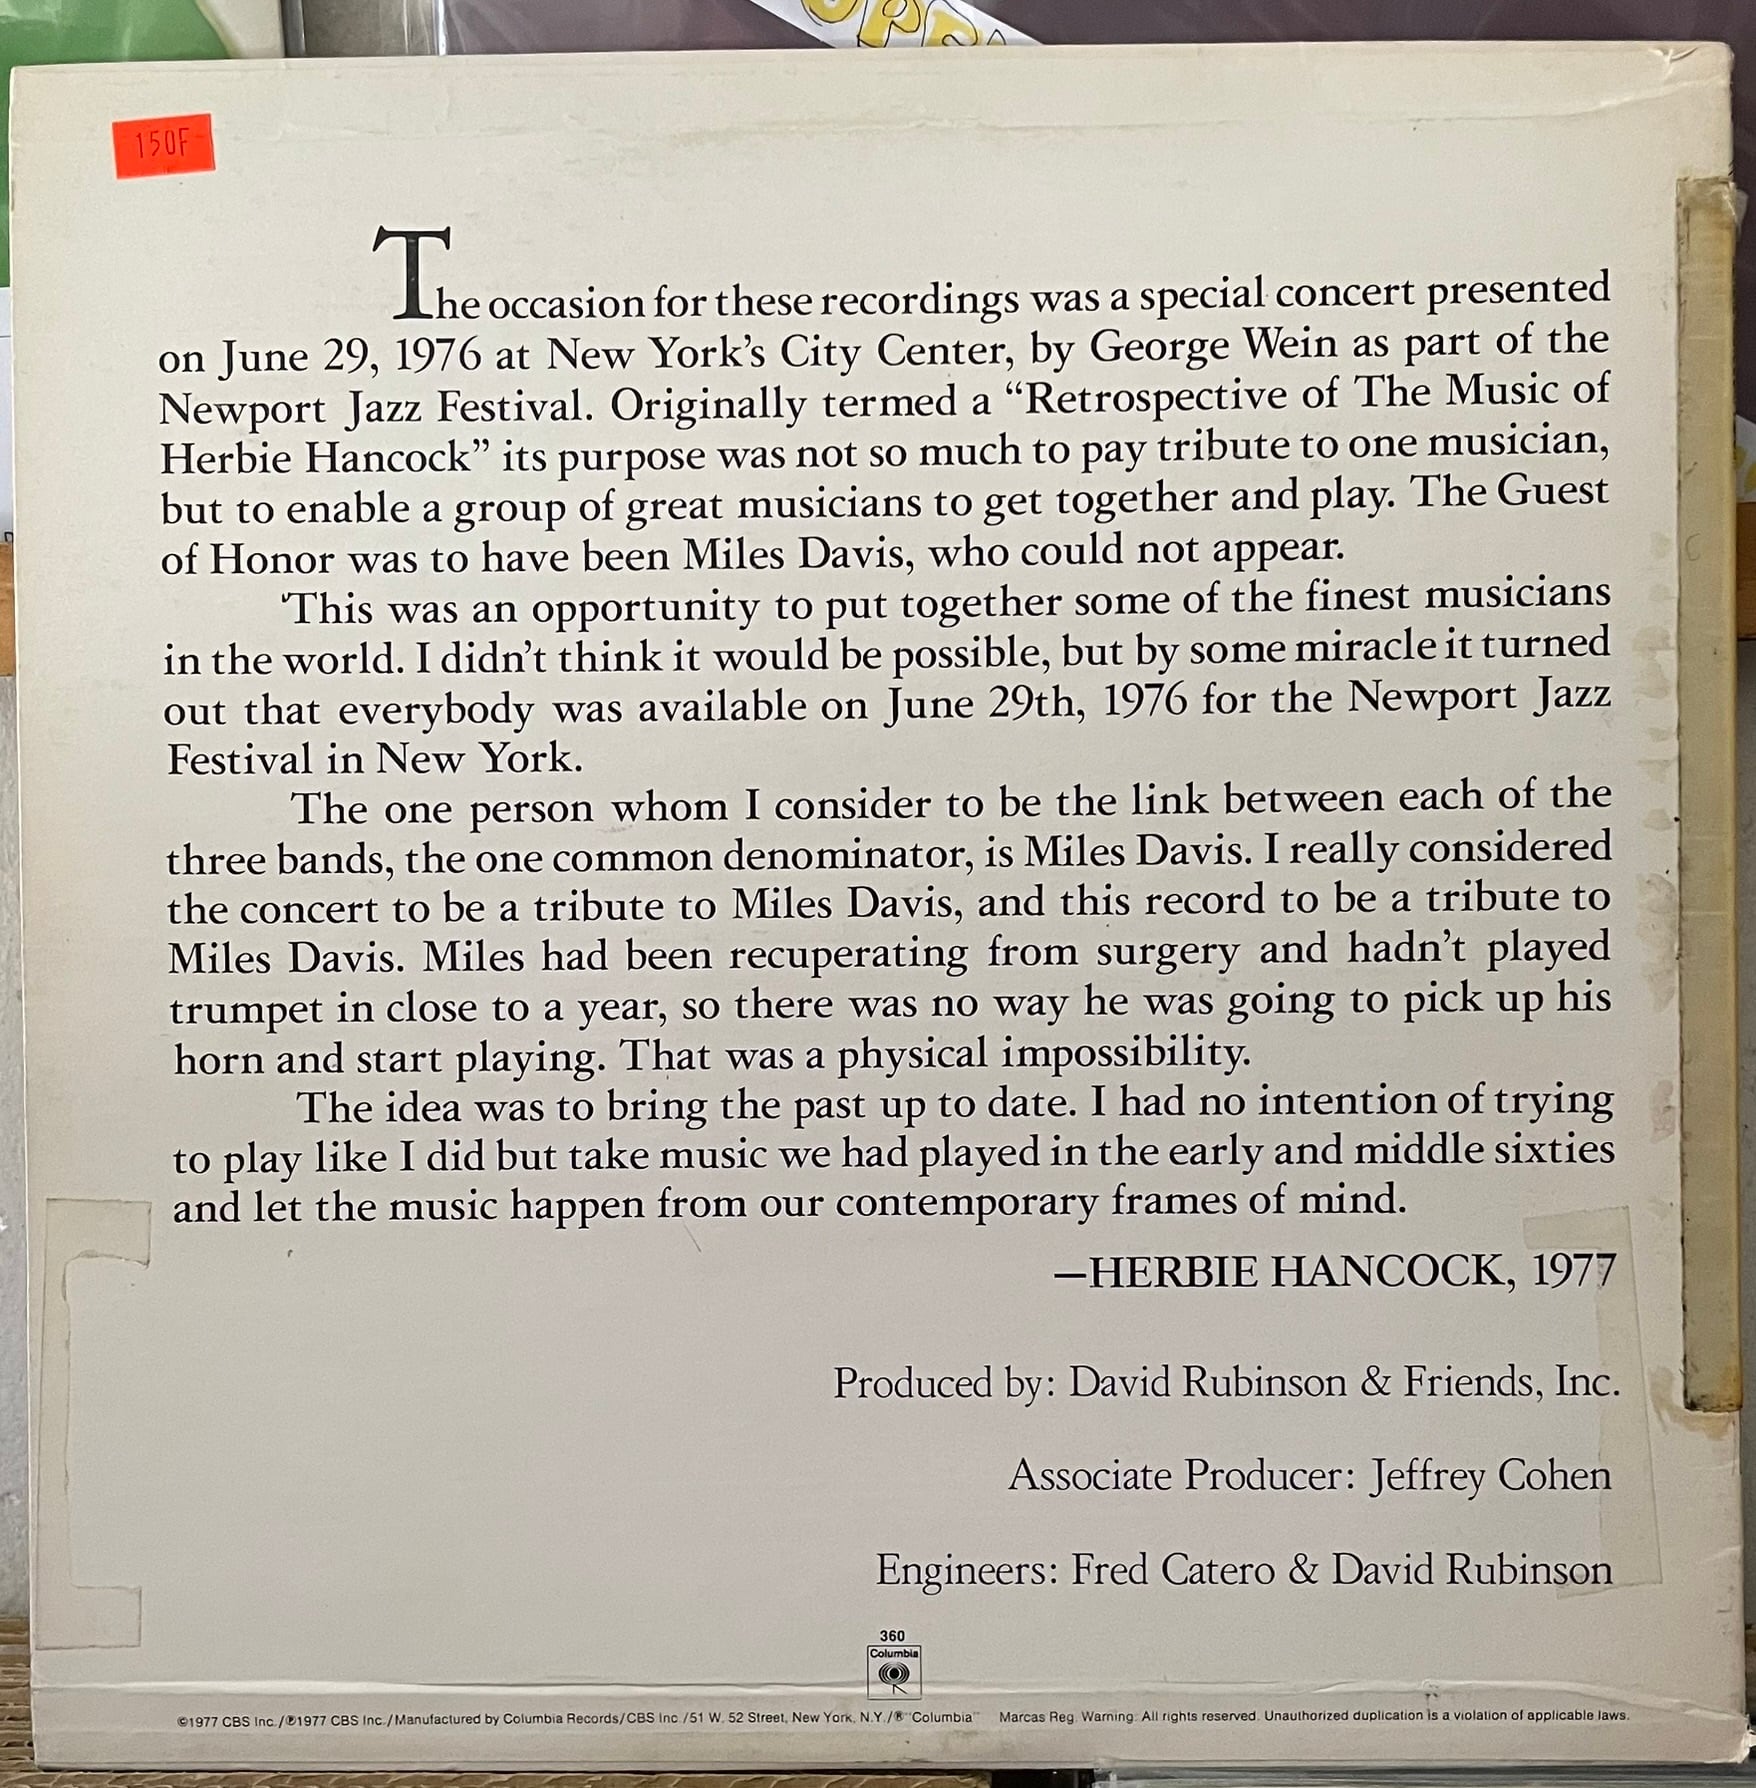 OPEN
150F
The occasion for these recordings was a special concert presented
on June 29, 1976 at New York's City Center, by George Wein as part of the
Newport Jazz Festival. Originally termed a “Retrospective of The Music of
Herbie Hancock” its purpose was not so much to pay tribute to one musician,
but to enable a group of great musicians to get together and play. The Guest
of Honor was to have been Miles Davis, who could not appear.
'This was an opportunity to put together some of the finest musicians
in the world. I didn't think it would be possible, but by some miracle it turned
out that everybody was available on June 29th, 1976 for the Newport Jazz
Festival in New York.
The one person whom I consider to be the link between each of the
three bands, the one common denominator, is Miles Davis. I really considered
the concert to be a tribute to Miles Davis, and this record to be a tribute to
Miles Davis. Miles had been recuperating from surgery and hadn't played
trumpet in close to a year, so there was no way he was going to pick up his
horn and start playing. That was a physical impossibility.
The idea was to bring the past up to date. I had no intention of trying
to play like I did but take music we had played in the early and middle sixties
and let the music happen from our contemporary frames of mind.
—HERBIE HANCOCK, 1977
Produced by: David Rubinson & Friends, Inc.
Associate Producer: Jeffrey Cohen
Engineers: Fred Catero & David Rubinson
360
Columbia
©1977 CBS Inc./℗1977 CBS Inc./Manufactured by Columbia Records/CBS Inc./51 W. 52 Street, New York, N.Y./® "Columbia" Marcas Reg. Warning: All rights reserved. Unauthorized duplication is a violation of applicable laws.